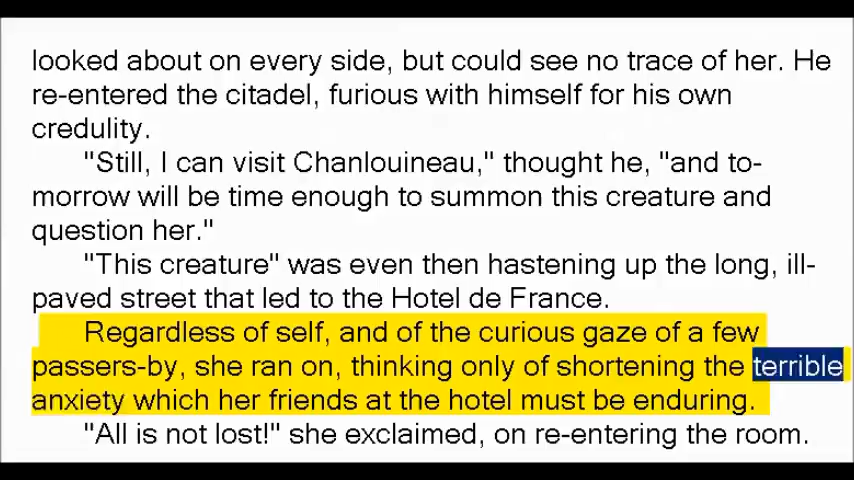 looked about on every side, but could see no trace of her. He
re-entered the citadel, furious with himself for his own
credulity.
"Still, I can visit Chanlouineau," thought he, "and to-
morrow will be time enough to summon this creature and
question her."
"This creature" was even then hastening up the long, ill-
paved street that led to the Hotel de France.
Regardless of self, and of the curious gaze of a few
passers-by, she ran on, thinking only of shortening the terrible
anxiety which her friends at the hotel must be enduring.
"All is not lost!" she exclaimed, on re-entering the room.